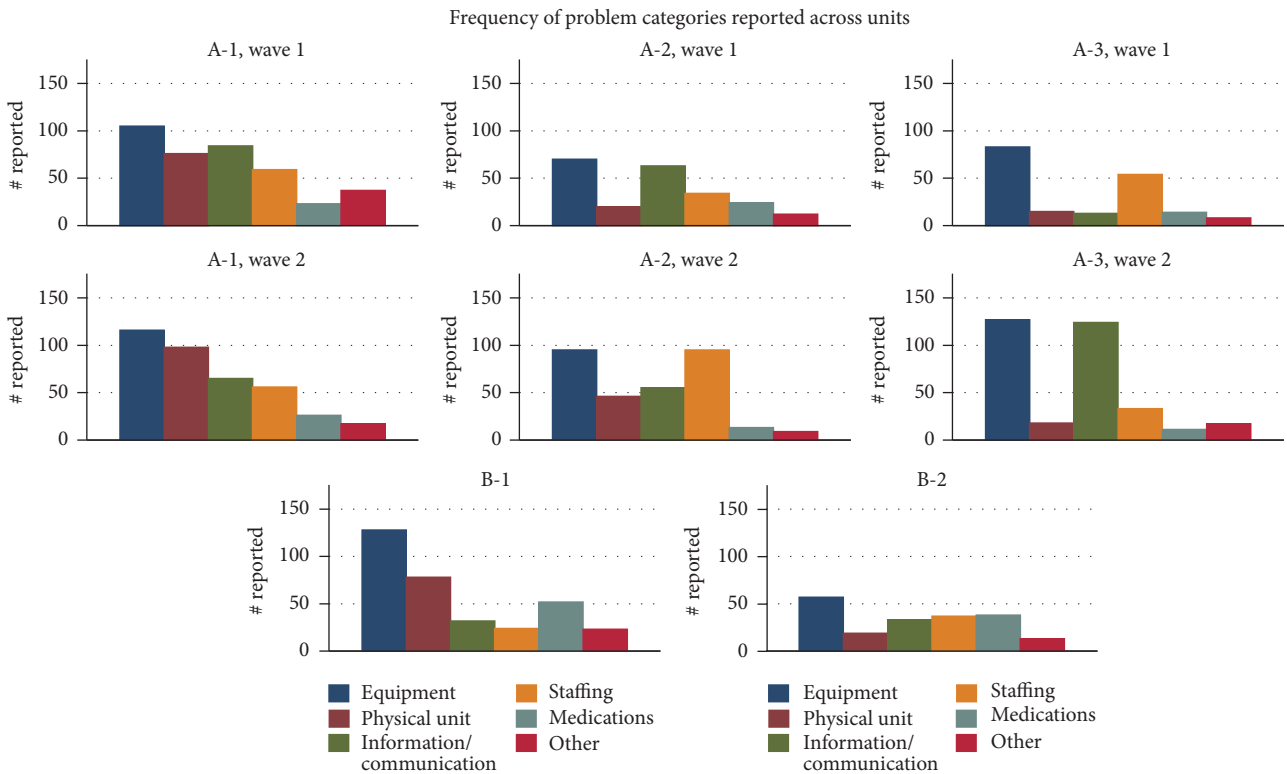 Frequency of problem categories reported across units
A-1, wave 1
# reported
150
100
50
0
A-2, wave 1
# reported
150
100
50
0
A-3, wave 1
# reported
150
100
50
0
A-1, wave 2
# reported
150
100
50
0
A-2, wave 2
# reported
150
100
50
0
A-3, wave 2
# reported
150
100
50
0
B-1
# reported
150
100
50
0
Equipment
Physical unit
Information/
communication
Staffing
Medications
Other
B-2
# reported
150
100
50
0
Equipment
Physical unit
Information/
communication
Staffing
Medications
Other